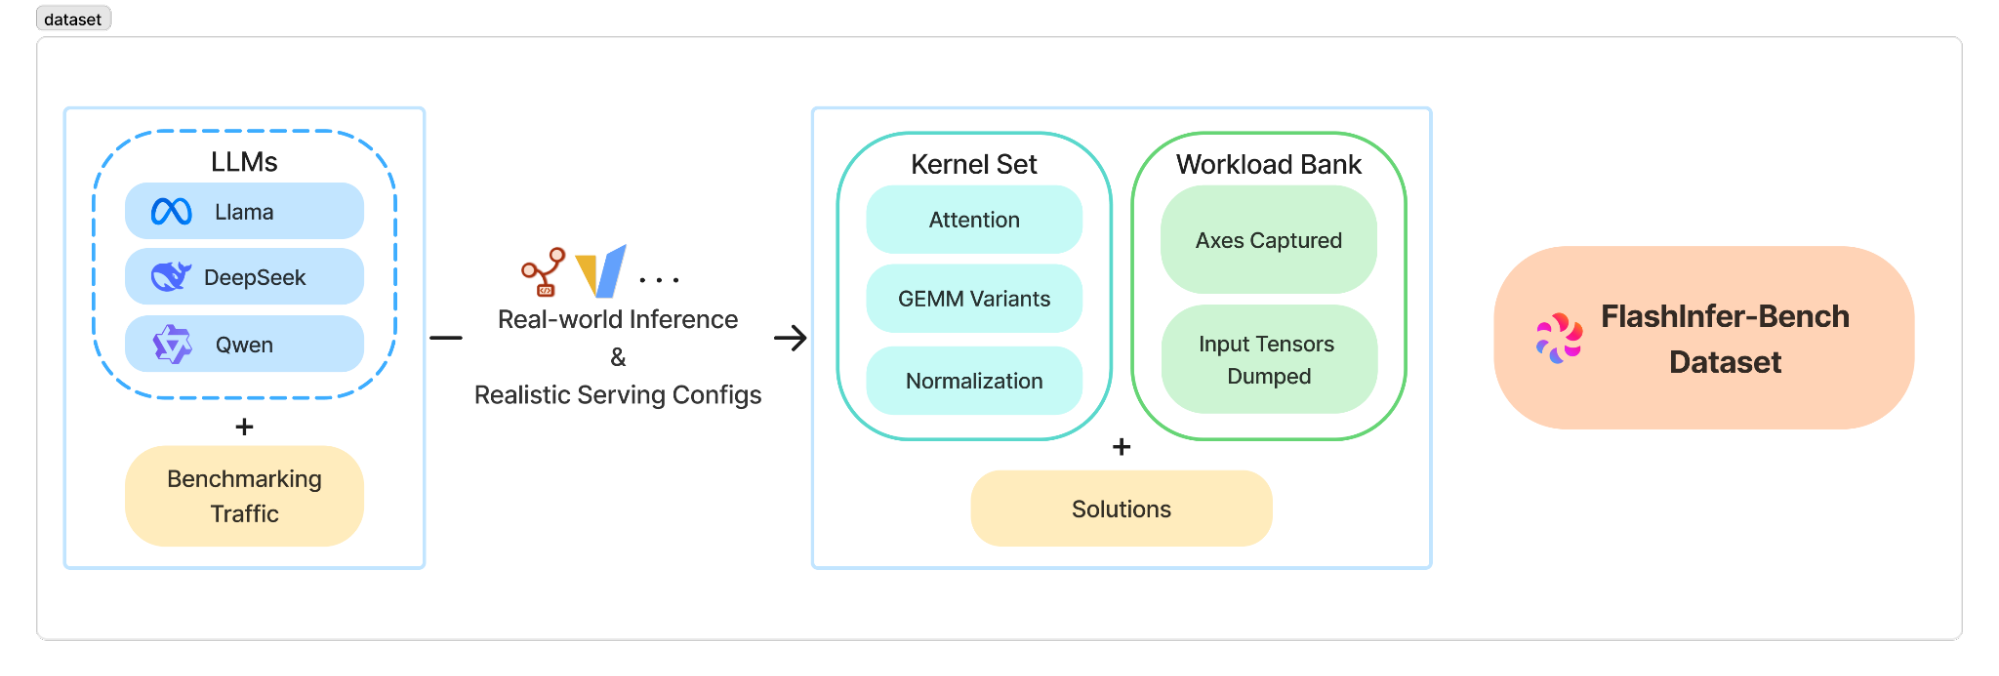 dataset
LLMs
Llama
DeepSeek
Qwen
+
Benchmarking
Traffic
...
Real-world Inference
&
Realistic Serving Configs
Kernel Set
Attention
GEMM Variants
Normalization
Workload Bank
Axes Captured
Input Tensors
Dumped
+
Solutions
FlashInfer-Bench
Dataset